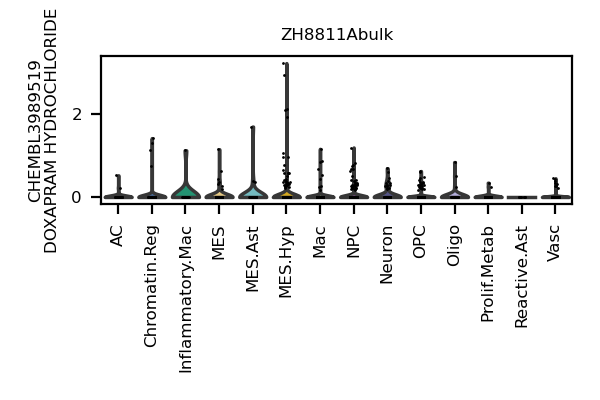 ZH8811Abulk
CHEMBL3989519
DOXAPRAM HYDROCHLORIDE
2
0
AC
Chromatin.Reg
Inflammatory.Mac
MES
MES.Ast
MES.Hyp
Mac
NPC
Neuron
OPC
Oligo
Prolif.Metab
Reactive.Ast
Vasc